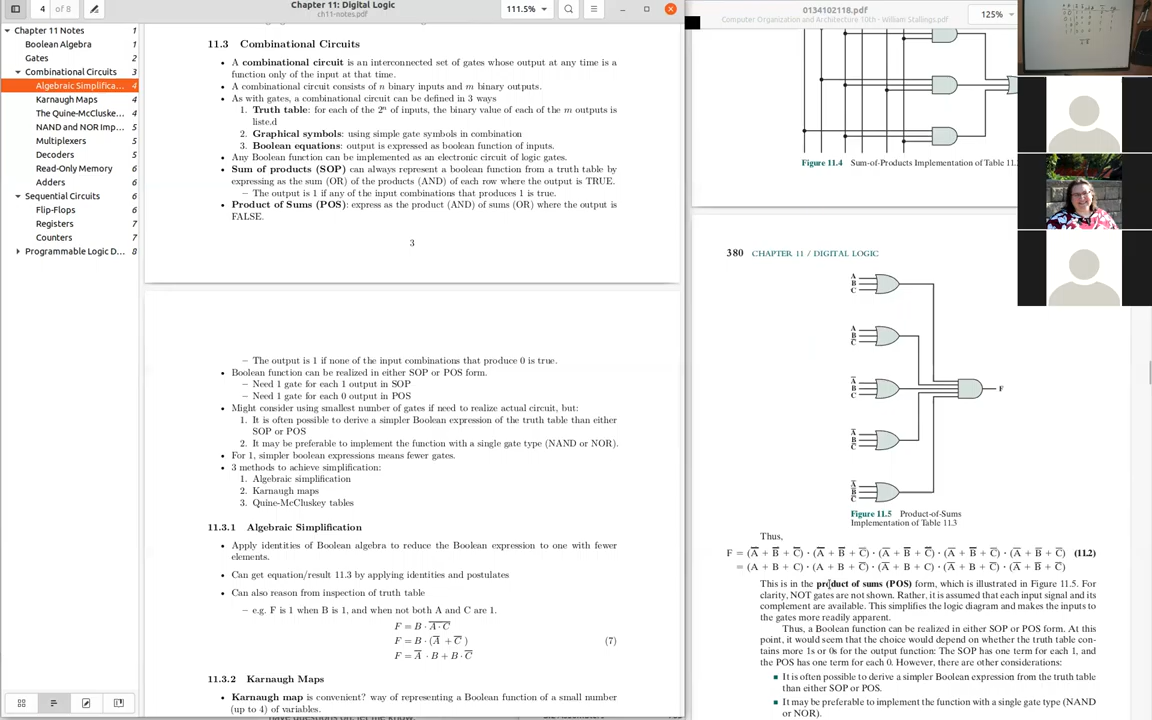 4 of 8
Chapter 11: Digital Logic
ch11-notes.pdf
111.5%
Chapter 11 Notes 1
Boolean Algebra 1
Gates 2
Combinational Circuits 3
Algebraic Simplifica... 4
Karnaugh Maps 4
The Quine-McCluske... 4
NAND and NOR Imp... 5
Multiplexers 5
Decoders 5
Read-Only Memory 6
Adders 6
Sequential Circuits 6
Flip-Flops 6
Registers 7
Counters 7
Programmable Logic D... 8
11.3 Combinational Circuits
• A combinational circuit is an interconnected set of gates whose output at any time is a
function only of the input at that time.
• A combinational circuit consists of n binary inputs and m binary outputs.
• As with gates, a combinational circuit can be defined in 3 ways
1. Truth table: for each of the 2ⁿ of inputs, the binary value of each of the m outputs is
liste.d
2. Graphical symbols: using simple gate symbols in combination
3. Boolean equations: output is expressed as boolean function of inputs.
• Any Boolean function can be implemented as an electronic circuit of logic gates.
• Sum of products (SOP) can always represent a boolean function from a truth table by
expressing as the sum (OR) of the products (AND) of each row where the output is TRUE.
– The output is 1 if any of the input combinations that produces 1 is true.
• Product of Sums (POS): express as the product (AND) of sums (OR) where the output is
FALSE.
3
– The output is 1 if none of the input combinations that produce 0 is true.
• Boolean function can be realized in either SOP or POS form.
– Need 1 gate for each 1 output in SOP
– Need 1 gate for each 0 output in POS
• Might consider using smallest number of gates if need to realize actual circuit, but:
1. It is often possible to derive a simpler Boolean expression of the truth table than either
SOP or POS
2. It may be preferable to implement the function with a single gate type (NAND or NOR).
• For 1, simpler boolean expressions means fewer gates.
• 3 methods to achieve simplification:
1. Algebraic simplification
2. Karnaugh maps
3. Quine-McCluskey tables
11.3.1 Algebraic Simplification
• Apply identities of Boolean algebra to reduce the Boolean expression to one with fewer
elements.
• Can get equation/result 11.3 by applying identities and postulates
• Can also reason from inspection of truth table
– e.g. F is 1 when B is 1, and when not both A and C are 1.
F = B · A̅ ·̅ C̅
F = B · (A̅ + C̅ ) (7)
F = A̅ · B + B · C̅
11.3.2 Karnaugh Maps
• Karnaugh map is convenient? way of representing a Boolean function of a small number
(up to 4) of variables.
0134102118.pdf
Computer Organization and Architecture 10th - William Stallings.pdf
125%
Figure 11.4 Sum-of-Products Implementation of Table 11.
380 CHAPTER 11 / DIGITAL LOGIC
A
B
C
A
B
C̅
A̅
B
C
F
A̅
B
C̅
A̅
B̅
C̅
Figure 11.5 Product-of-Sums
Implementation of Table 11.3
Thus,
(11.2)
= (A + B + C) · (A + B + C̅) · (A̅ + B + C) · (A̅ + B + C̅) · (A̅ + B̅ + C̅)
This is in the product of sums (POS) form, which is illustrated in Figure 11.5. For
clarity, NOT gates are not shown. Rather, it is assumed that each input signal and its
complement are available. This simplifies the logic diagram and makes the inputs to
the gates more readily apparent.
Thus, a Boolean function can be realized in either SOP or POS form. At this
point, it would seem that the choice would depend on whether the truth table con-
tains more 1s or 0s for the output function: The SOP has one term for each 1, and
the POS has one term for each 0. However, there are other considerations:
■ It is often possible to derive a simpler Boolean expression from the truth table
than either SOP or POS.
■ It may be preferable to implement the function with a single gate type (NAND
or NOR).